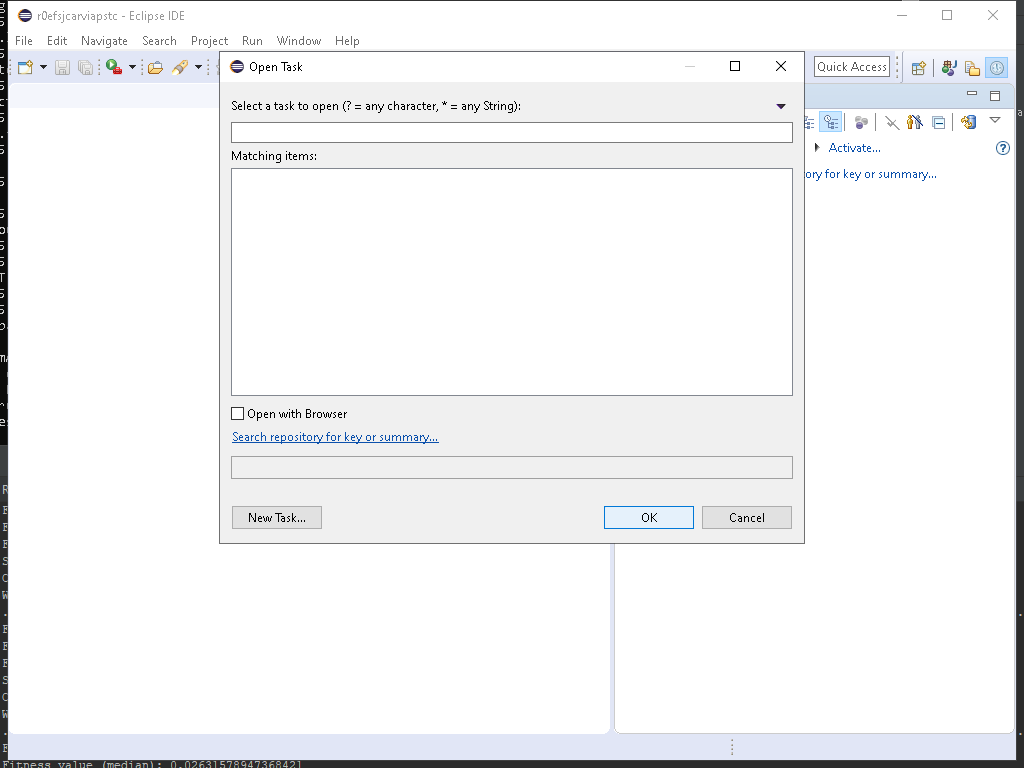 r0efsjcarviapstc - Eclipse IDE
File Edit Navigate Search Project Run Window Help
Quick Access
Open Task
Select a task to open (? = any character, * = any String):
Matching items:
Activate...
ory for key or summary...
Open with Browser
Search repository for key or summary...
New Task...
OK
Cancel
Fitness value (median): 0.02631578947368421